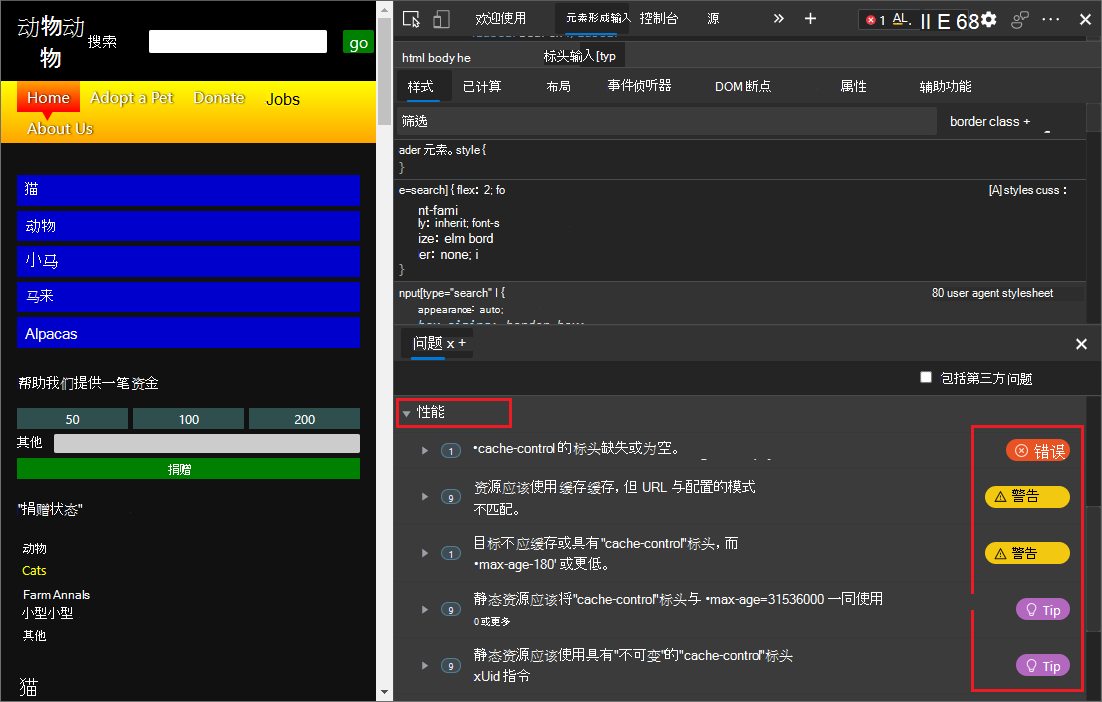 动物动
物
搜索
go
Home Adopt a Pet Donate Jobs
About Us
猫
动物
小马
马来
Alpacas
帮助我们提供一笔资金
50 100 200
其他
捐赠
"捐赠状态"
动物
Cats
Farm Annals
小型小型
其他
猫
欢迎使用 元素形成输入 控制台 源 » + 1 AL. II E 68
html body he 标头输入[typ
样式 已计算 布局 事件侦听器 DOM 断点 属性 辅助功能
筛选 border class +
ader 元素。style {
}
e=search] { flex：2; fo [A] styles cuss：
nt-fami
ly：inherit; font-s
ize：elm bord
er：none; i
}
nput[type="search" I { 80 user agent stylesheet
appearance：auto;
问题 x +
包括第三方问题
性能
1 •cache-control 的标头缺失或为空。 错误
9 资源应该使用缓存缓存，但 URL 与配置的模式 警告
不匹配。
1 目标不应缓存或具有"cache-control"标头，而 警告
•max-age-180' 或更低。
9 静态资源应该将"cache-control"标头与 •max-age=31536000 一同使用 Tip
0 或更多
9 静态资源应该使用具有"不可变"的"cache-control"标头 Tip
xUid 指令